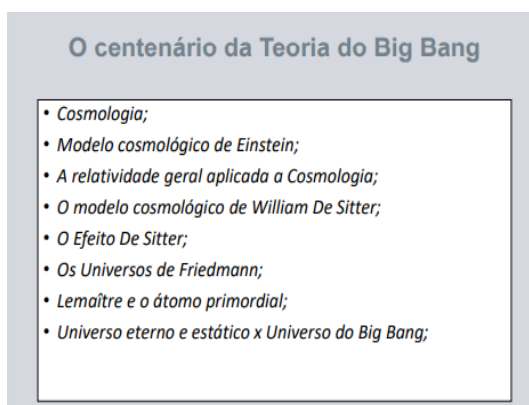 O centenário da Teoria do Big Bang
• Cosmologia;
• Modelo cosmológico de Einstein;
• A relatividade geral aplicada a Cosmologia;
• O modelo cosmológico de William De Sitter;
• O Efeito De Sitter;
• Os Universos de Friedmann;
• Lemaître e o átomo primordial;
• Universo eterno e estático x Universo do Big Bang;